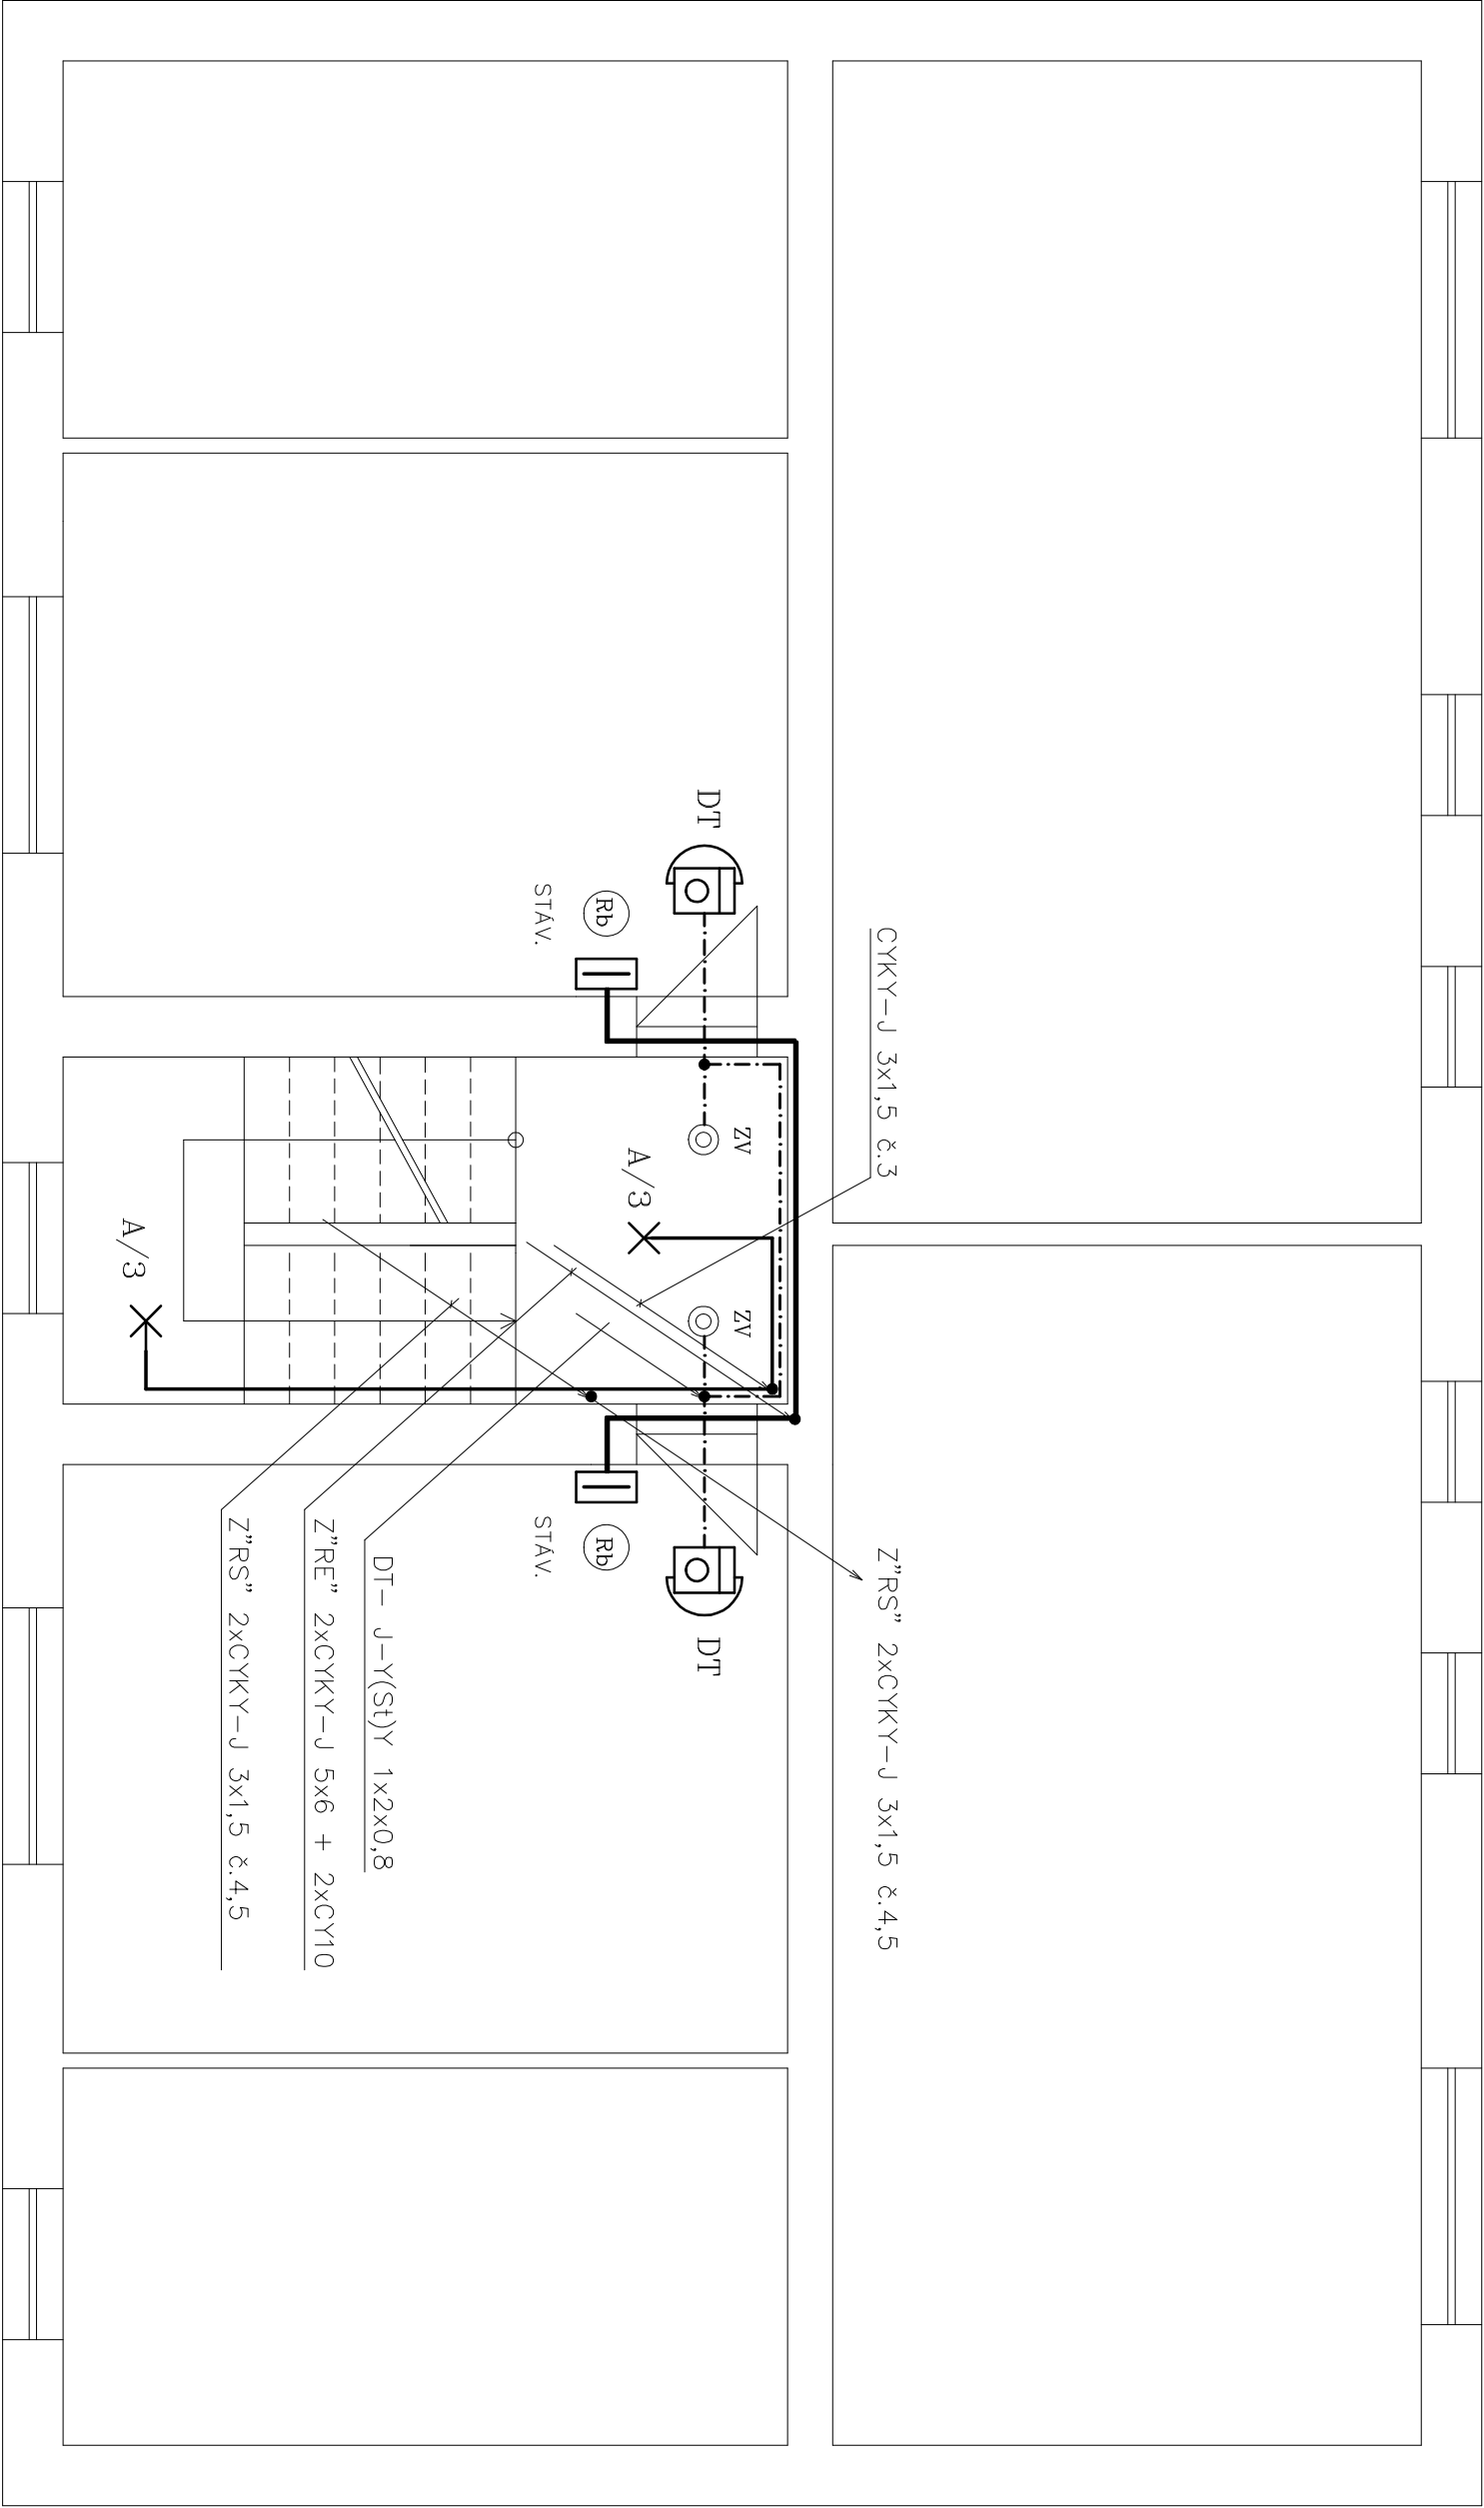 CYKY-J 3x1,5 č.3
Z"RS" 2xCYKY-J 3x1,5 č.4,5
DT
ZV
ZV
DT
A/3
Rb
Rb
STÁV.
STÁV.
DT- J-Y(St)Y 1x2x0,8
Z"RE" 2xCYKY-J 5x6 + 2xCY10
Z"RS" 2xCYKY-J 3x1,5 č.4,5
A/3